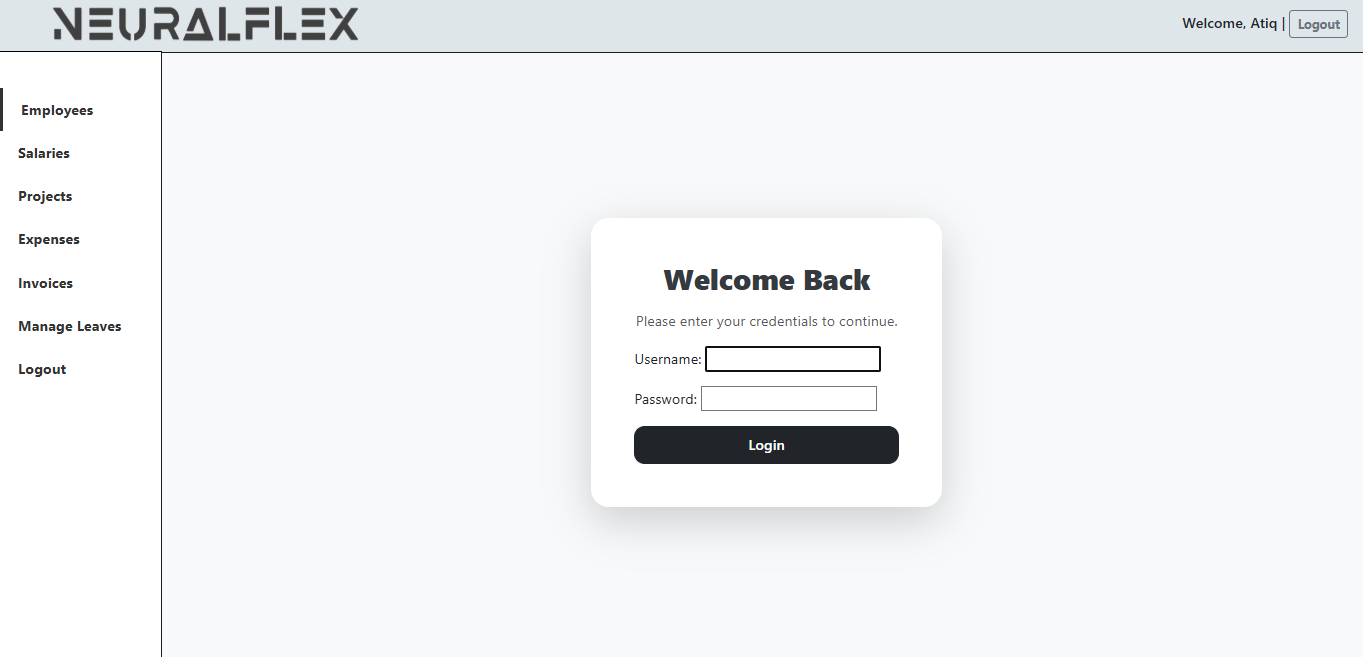 NEURALFLEX
Welcome, Atiq | Logout
Employees
Salaries
Projects
Expenses
Invoices
Manage Leaves
Logout
Welcome Back
Please enter your credentials to continue.
Username:
Password:
Login